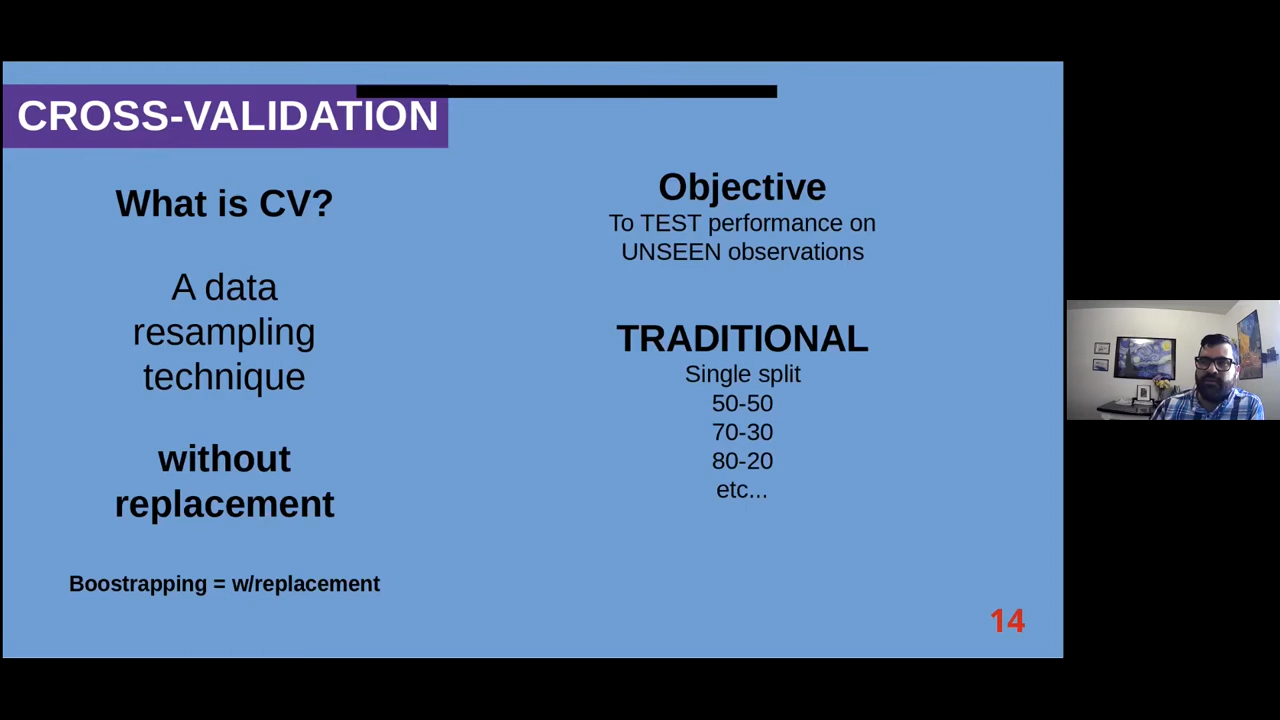 CROSS-VALIDATION
What is CV?
A data
resampling
technique
without
replacement
Boostrapping = w/replacement
Objective
To TEST performance on
UNSEEN observations
TRADITIONAL
Single split
50-50
70-30
80-20
etc...
14